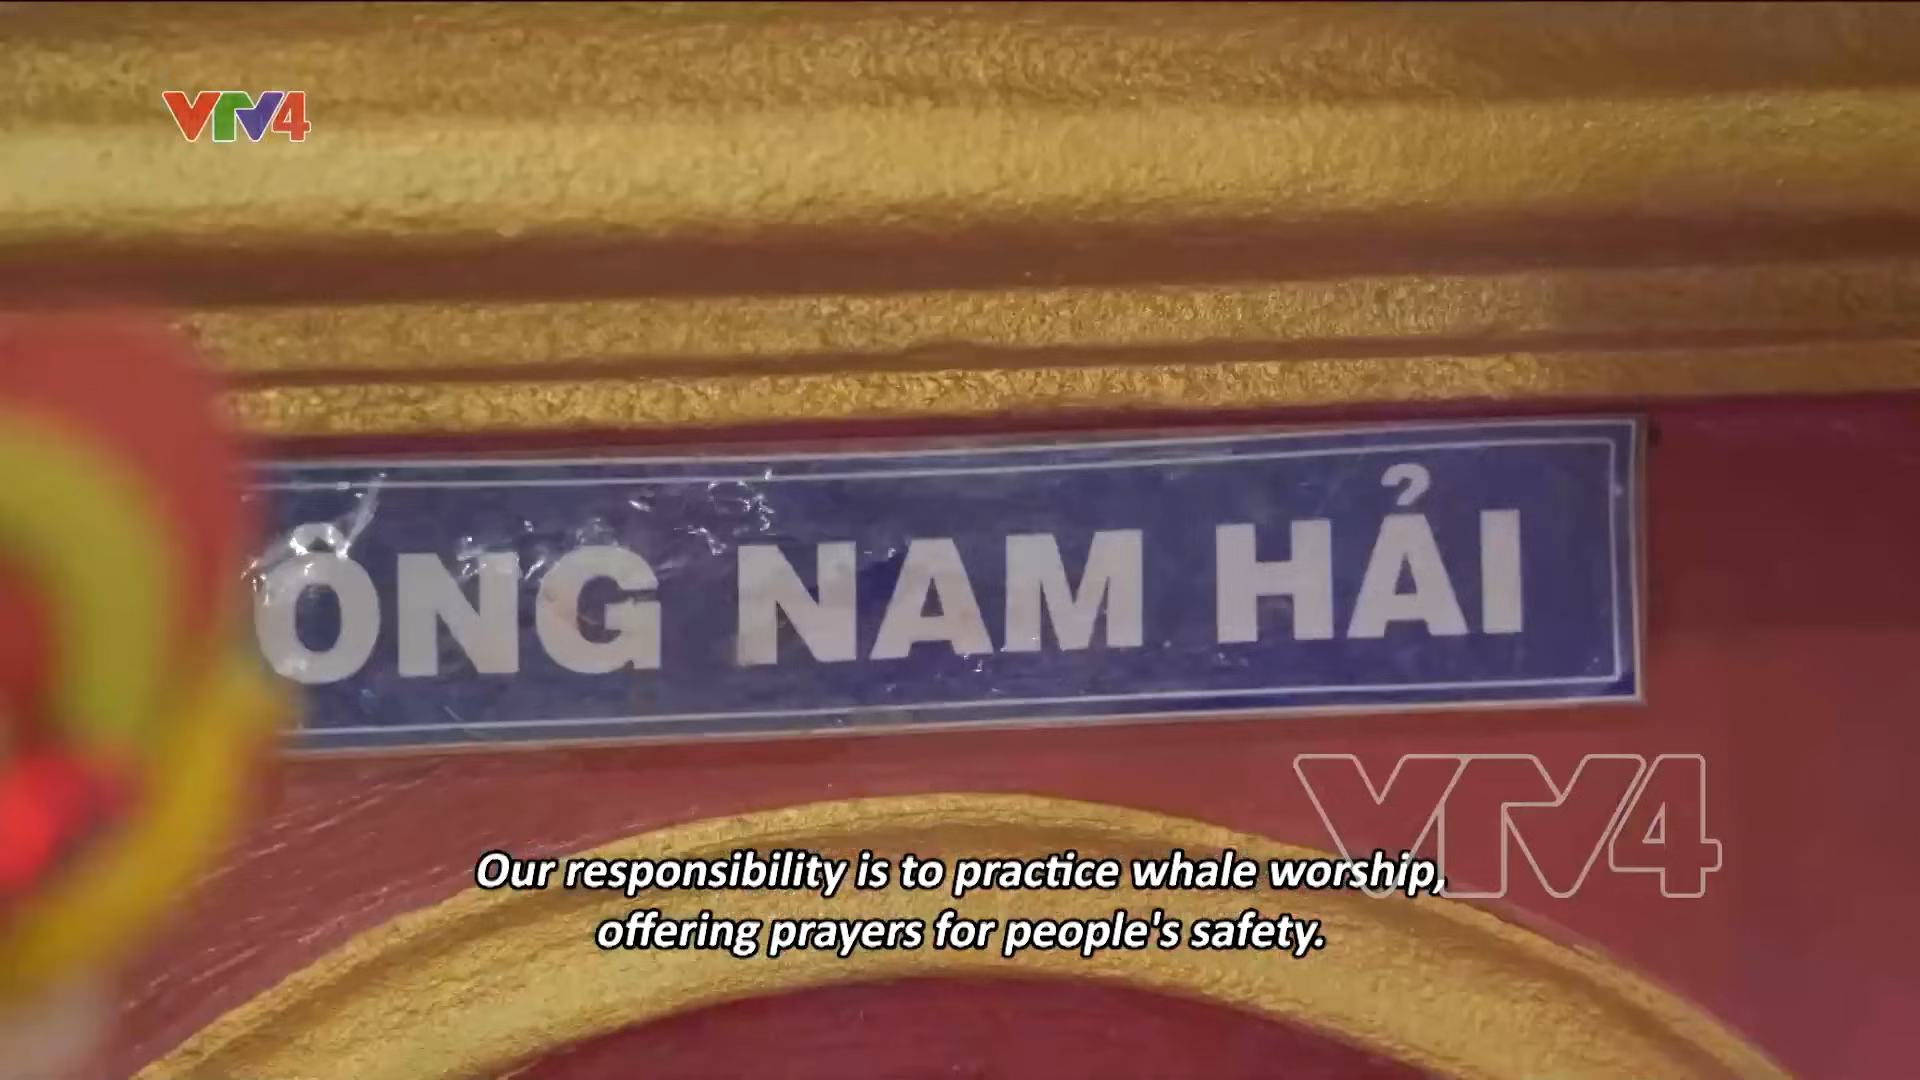 VTV4
ÔNG NAM HẢI
VTV4
Our responsibility is to practice whale worship,
offering prayers for people's safety.